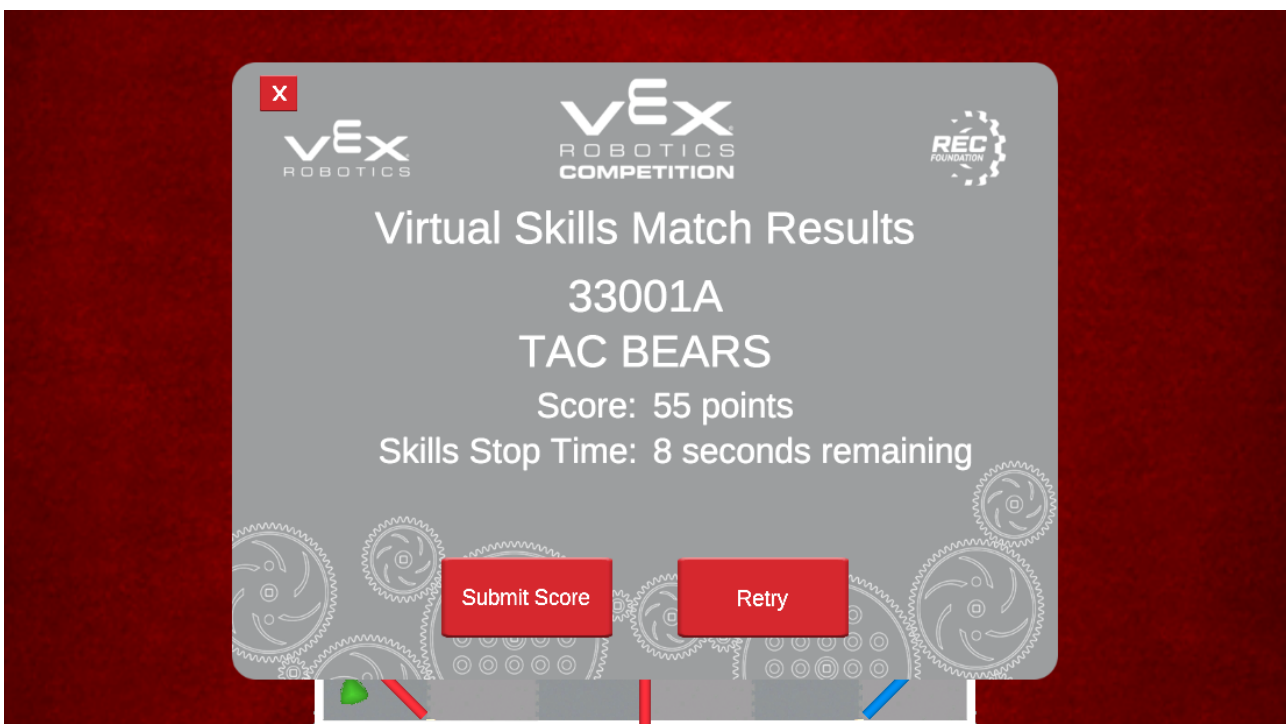 X
VEX
ROBOTICS
VEX
ROBOTICS
COMPETITION
REC
FOUNDATION
Virtual Skills Match Results
33001A
TAC BEARS
Score: 55 points
Skills Stop Time: 8 seconds remaining
Submit Score
Retry